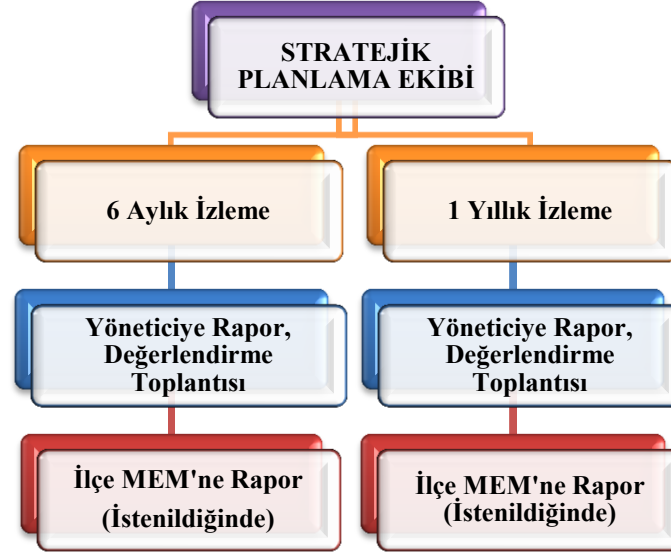 STRATEJİK
PLANLAMA EKİBİ
6 Aylık İzleme
1 Yıllık İzleme
Yöneticiye Rapor,
Değerlendirme
Toplantısı
Yöneticiye Rapor,
Değerlendirme
Toplantısı
İlçe MEM'ne Rapor
(İstenildiğinde)
İlçe MEM'ne Rapor
(İstenildiğinde)